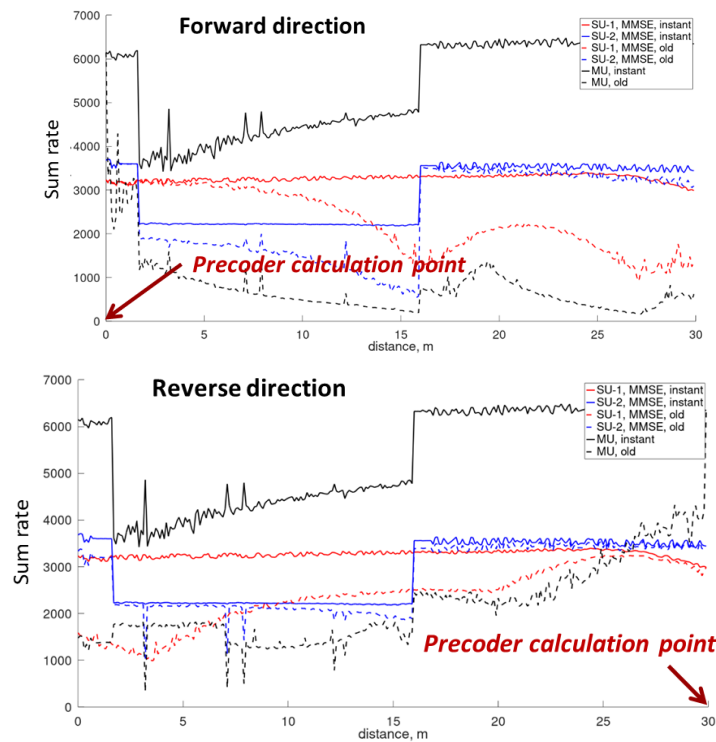 Forward direction
SU-1, MMSE, instant
SU-2, MMSE, instant
SU-1, MMSE, old
SU-2, MMSE, old
MU, instant
MU, old
7000
6000
5000
4000
3000
2000
1000
0
Sum rate
Precoder calculation point
0 5 10 15 20 25 30
distance, m
Reverse direction
SU-1, MMSE, instant
SU-2, MMSE, instant
SU-1, MMSE, old
SU-2, MMSE, old
MU, instant
MU, old
7000
6000
5000
4000
3000
2000
1000
0
Sum rate
Precoder calculation point
0 5 10 15 20 25 30
distance, m